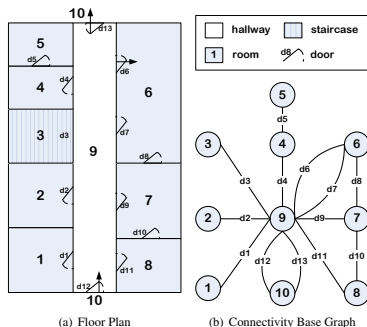 10
d13
5
d5
d6
d4
4
6
3
d3
d7
9
d8
2
d2
7
d9
d10
1
d1
8
d11
d12
10
(a) Floor Plan
hallway
staircase
1
room
d8
door
5
d5
3
4
6
d6
d3
d4
d7
d8
2
d2
9
d9
7
d1
d11
d10
d12
d13
1
10
8
(b) Connectivity Base Graph